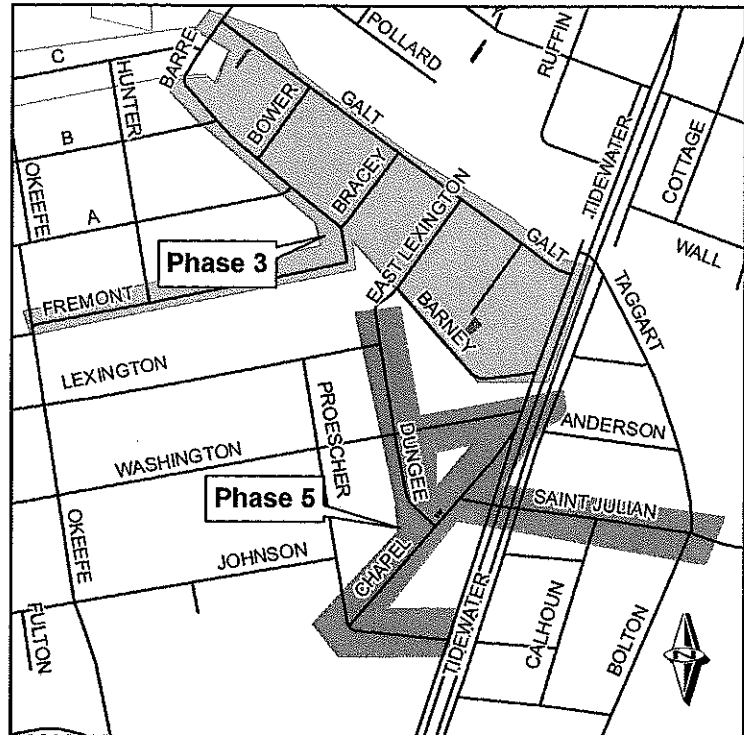 POLLARD
RUFFIN
C
BARRE
HUNTER
BOWER
GALT
TIDEWATER
COTTAGE
B
OKEEFE
BRACEY
A
EAST LEXINGTON
WALL
Phase 3
GALT
FREMONT
TAGGART
BARNEY
LEXINGTON
PROESCHER
DUNGEE
ANDERSON
WASHINGTON
Phase 5
SAINT JULIAN
OKEEFE
JOHNSON
CHAPEL
TIDEWATER
CALHOUN
BOLTON
FULTON